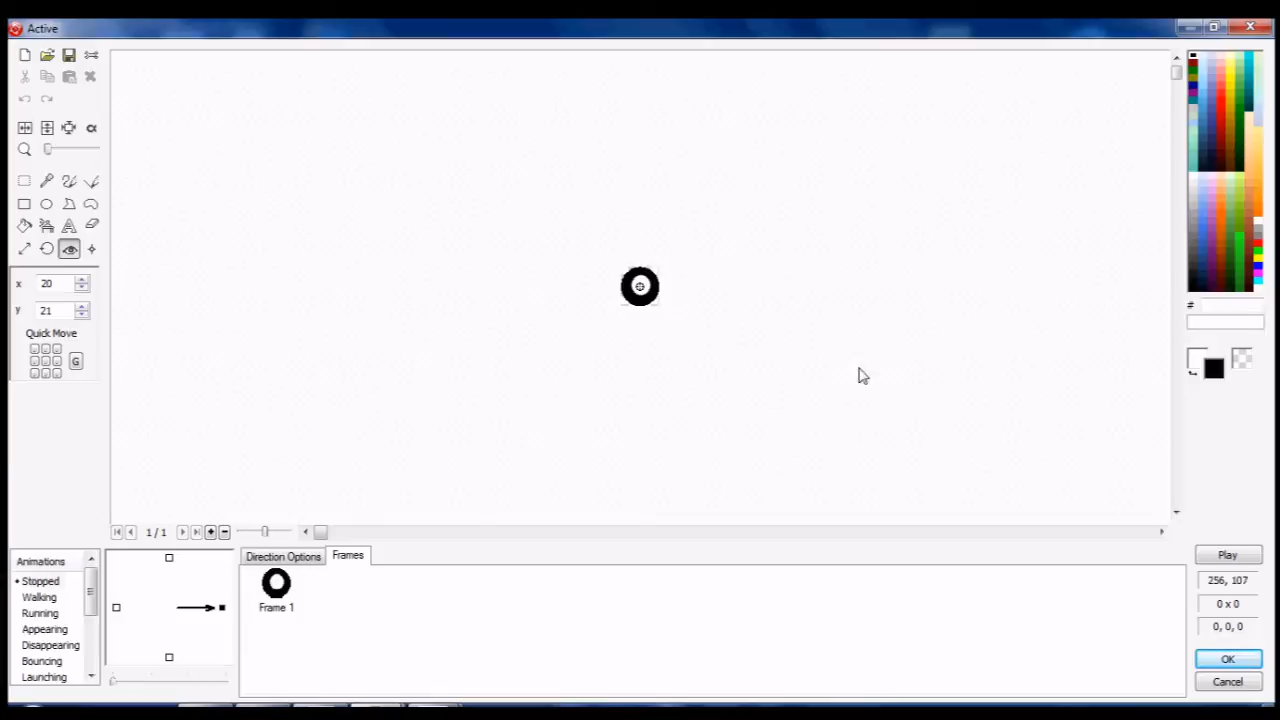 Active
α
x 20
y 21
Quick Move
G
#
1 / 1
Animations
Direction Options Frames
Stopped
Walking
Running
Appearing
Disappearing
Bouncing
Launching
Frame 1
Play
256, 107
0 x 0
0, 0, 0
OK
Cancel